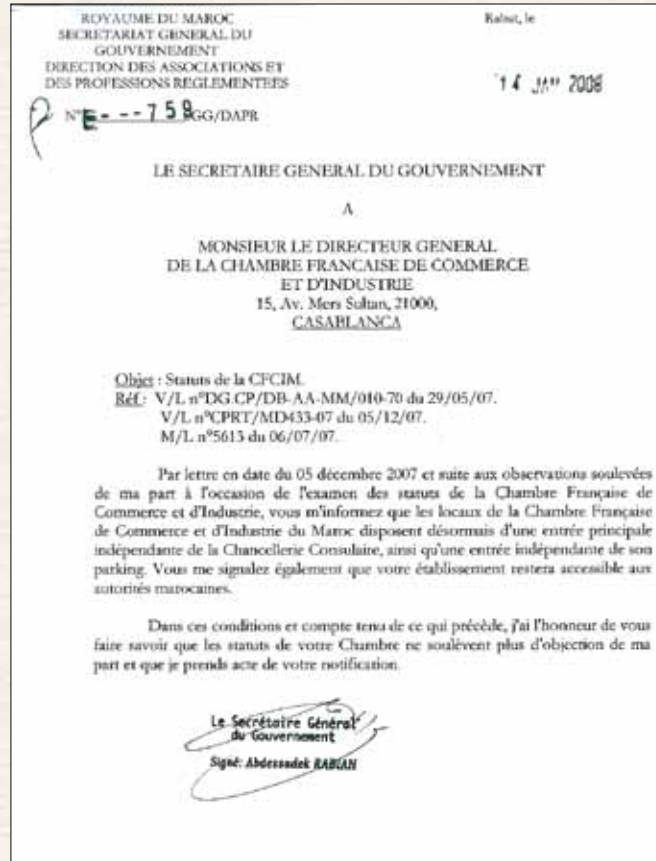 ROYAUME DU MAROC
SECRETARIAT GENERAL DU
GOUVERNEMENT
DIRECTION DES ASSOCIATIONS ET
DES PROFESSIONS REGLEMENTEES
N° E---759 GG/DAPR
Rabat, le
14 JAN 2008
LE SECRETAIRE GENERAL DU GOUVERNEMENT
A
MONSIEUR LE DIRECTEUR GENERAL
DE LA CHAMBRE FRANCAISE DE COMMERCE
ET D'INDUSTRIE
15, Av. Mers Sultan, 21000,
CASABLANCA
Objet : Statuts de la CFCIM.
Réf : V/L n°DG.CP/DB-AA-MM/010-70 du 29/05/07.
V/L n°CPRT/MD433-07 du 05/12/07.
M/L n°5613 du 06/07/07.
Par lettre en date du 05 décembre 2007 et suite aux observations soulevées
de ma part à l'occasion de l'examen des statuts de la Chambre Française de
Commerce et d'Industrie, vous m'informez que les locaux de la Chambre Française
de Commerce et d'Industrie du Maroc disposent désormais d'une entrée principale
indépendante de la Chancellerie Consulaire, ainsi qu'une entrée indépendante de son
parking. Vous me signalez également que votre établissement restera accessible aux
autorités marocaines.
Dans ces conditions et compte tenu de ce qui précède, j'ai l'honneur de vous
faire savoir que les statuts de votre Chambre ne soulèvent plus d'objection de ma
part et que je prends acte de votre notification.
Le Secrétaire Général
du Gouvernement
Signé: Abdessadek RABIAH